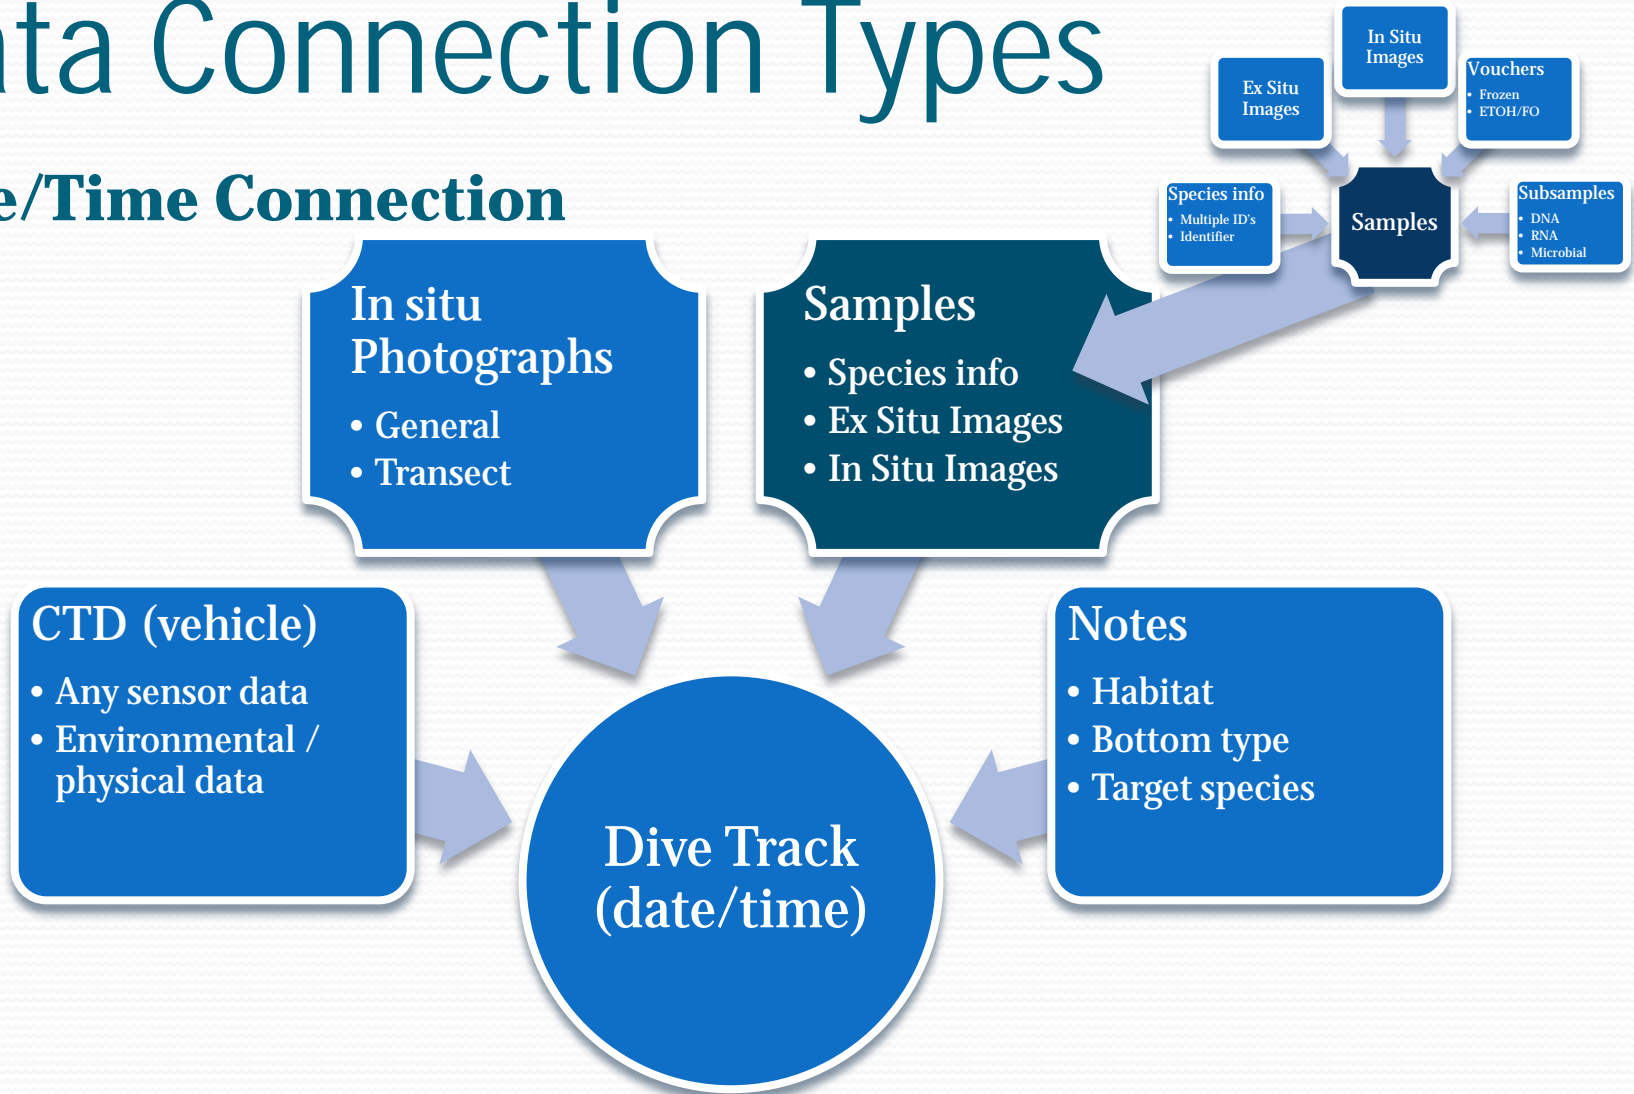 ata Connection Types
e/Time Connection
In Situ
Images
Ex Situ
Images
Vouchers
• Frozen
• ETOH/FO
Species info
• Multiple ID's
• Identifier
Samples
Subsamples
• DNA
• RNA
• Microbial
In situ
Photographs
• General
• Transect
Samples
• Species info
• Ex Situ Images
• In Situ Images
CTD (vehicle)
• Any sensor data
• Environmental /
physical data
Notes
• Habitat
• Bottom type
• Target species
Dive Track
(date/time)